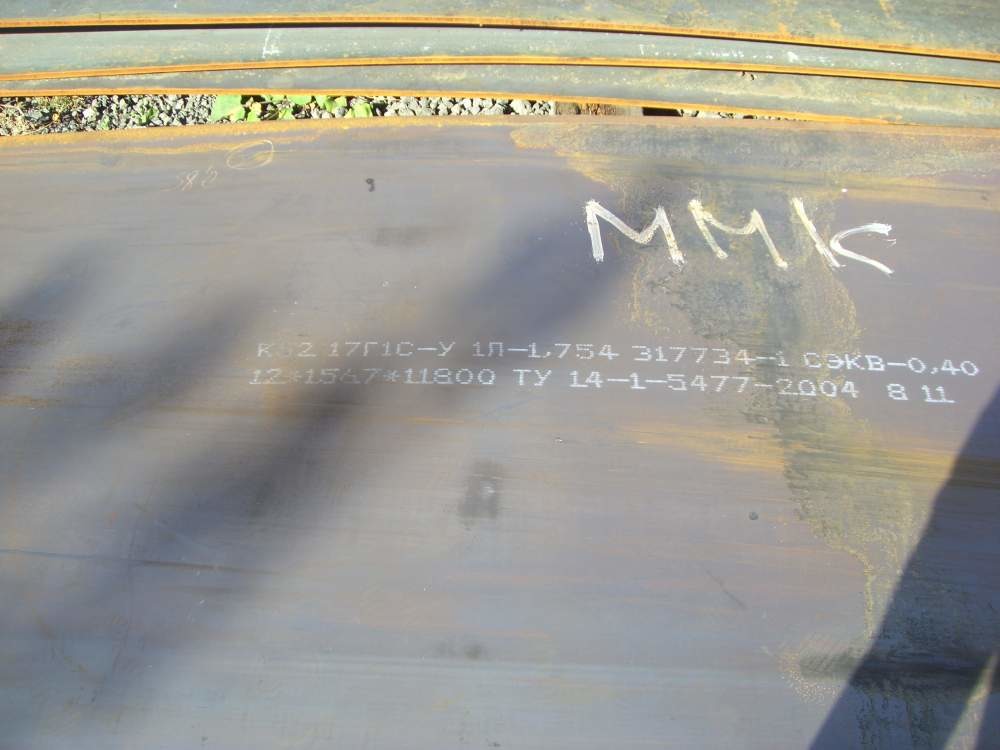 ММК
К52 17Г1С-У 1Л-1,754 317734-1 СЭКВ-0,40
12*1567*11800 ТУ 14-1-5477-2004 8 Ц